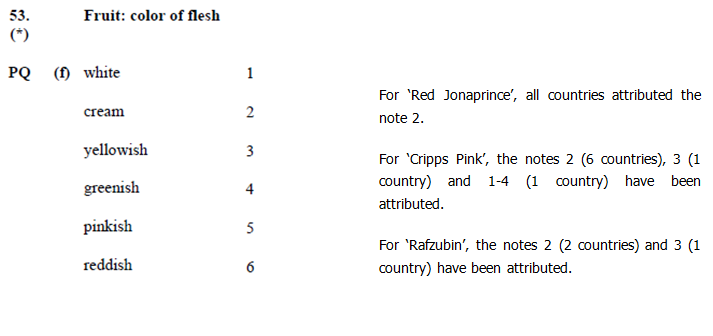 53. Fruit: color of flesh
(*)
PQ (f) white 1
cream 2
yellowish 3
greenish 4
pinkish 5
reddish 6
For ‘Red Jonaprince’, all countries attributed the
note 2.
For ‘Cripps Pink’, the notes 2 (6 countries), 3 (1
country) and 1-4 (1 country) have been
attributed.
For ‘Rafzubin’, the notes 2 (2 countries) and 3 (1
country) have been attributed.